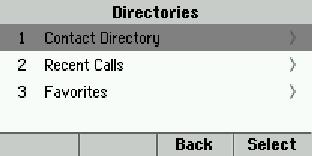 Directories
1 Contact Directory
2 Recent Calls
3 Favorites
Back Select